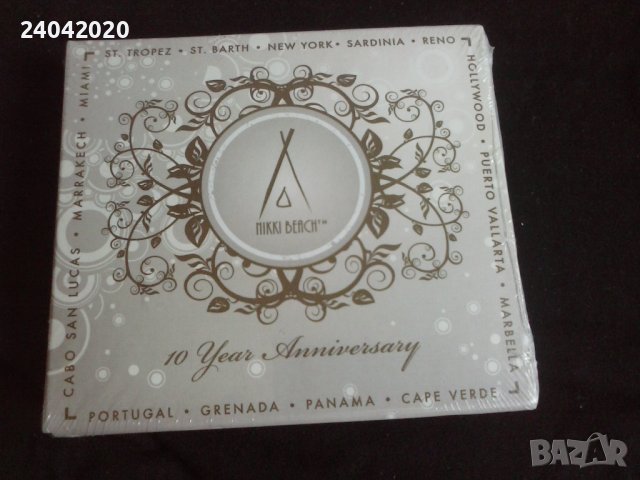 24042020
ST. TROPEZ • ST. BARTH • NEW YORK • SARDINIA • RENO
HOLLYWOOD • PUERTO VALLARTA • MARBELLA
CABO SAN LUCAS • MARRAKECH • MIAMI
NIKKI BEACH™
10 Year Anniversary
PORTUGAL • GRENADA • PANAMA • CAPE VERDE
BAZAR